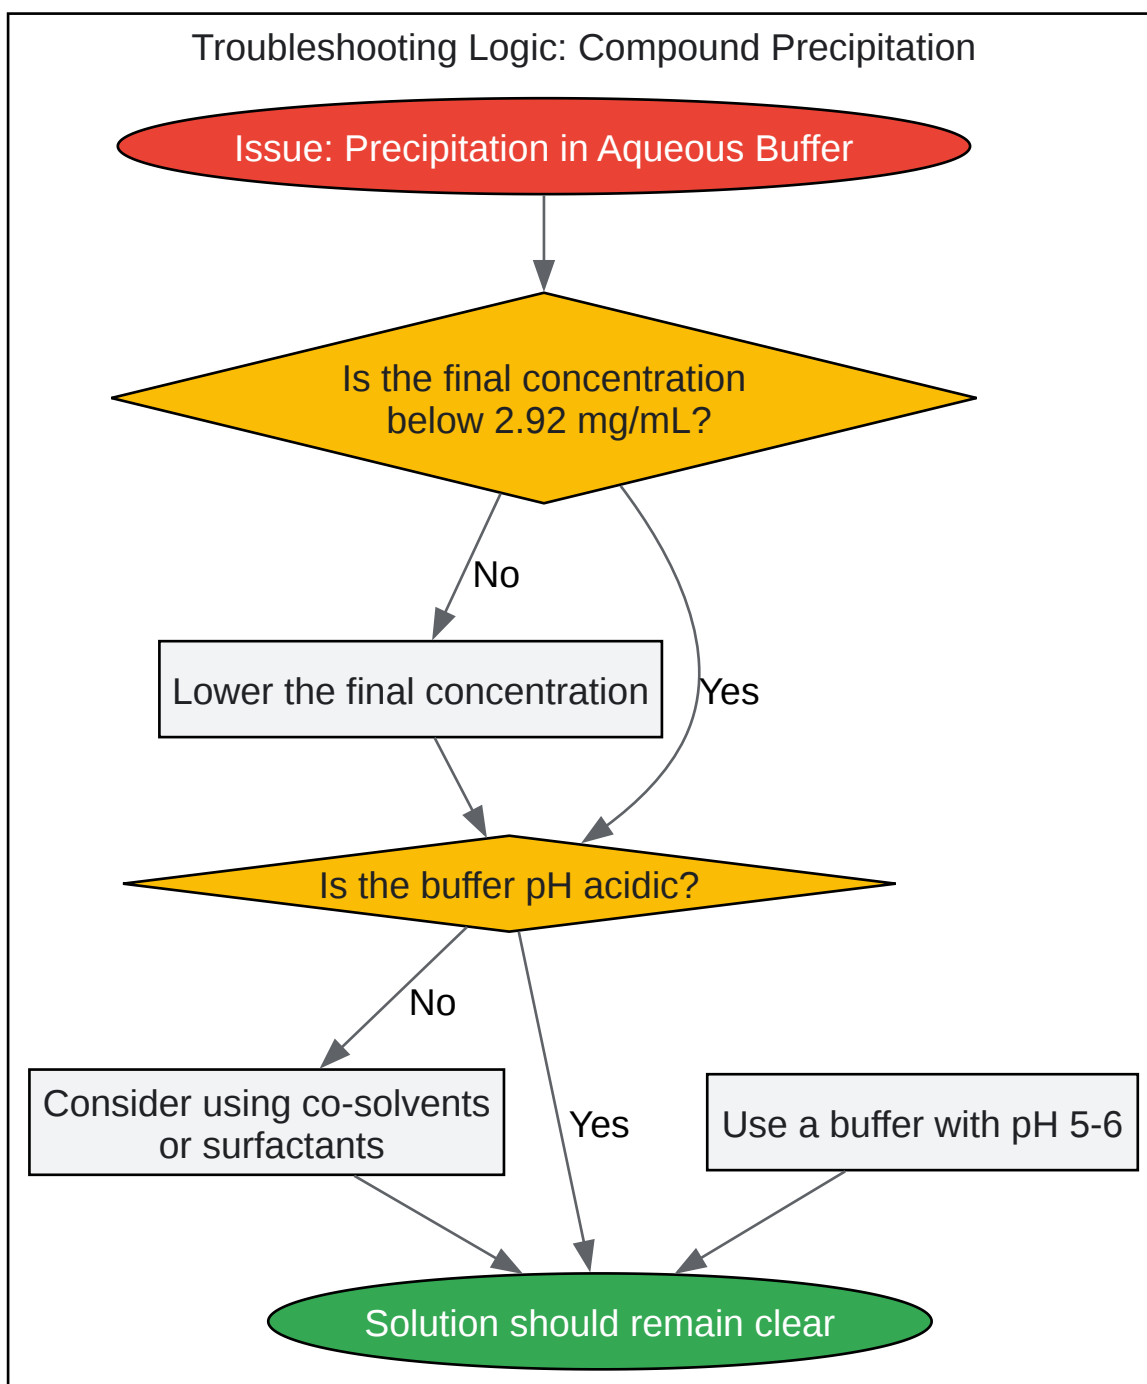 Troubleshooting Logic: Compound Precipitation
Issue: Precipitation in Aqueous Buffer
Is the final concentration
below 2.92 mg/mL?
No
Lower the final concentration
Yes
Is the buffer pH acidic?
No
Consider using co-solvents
or surfactants
Yes
Use a buffer with pH 5-6
Solution should remain clear